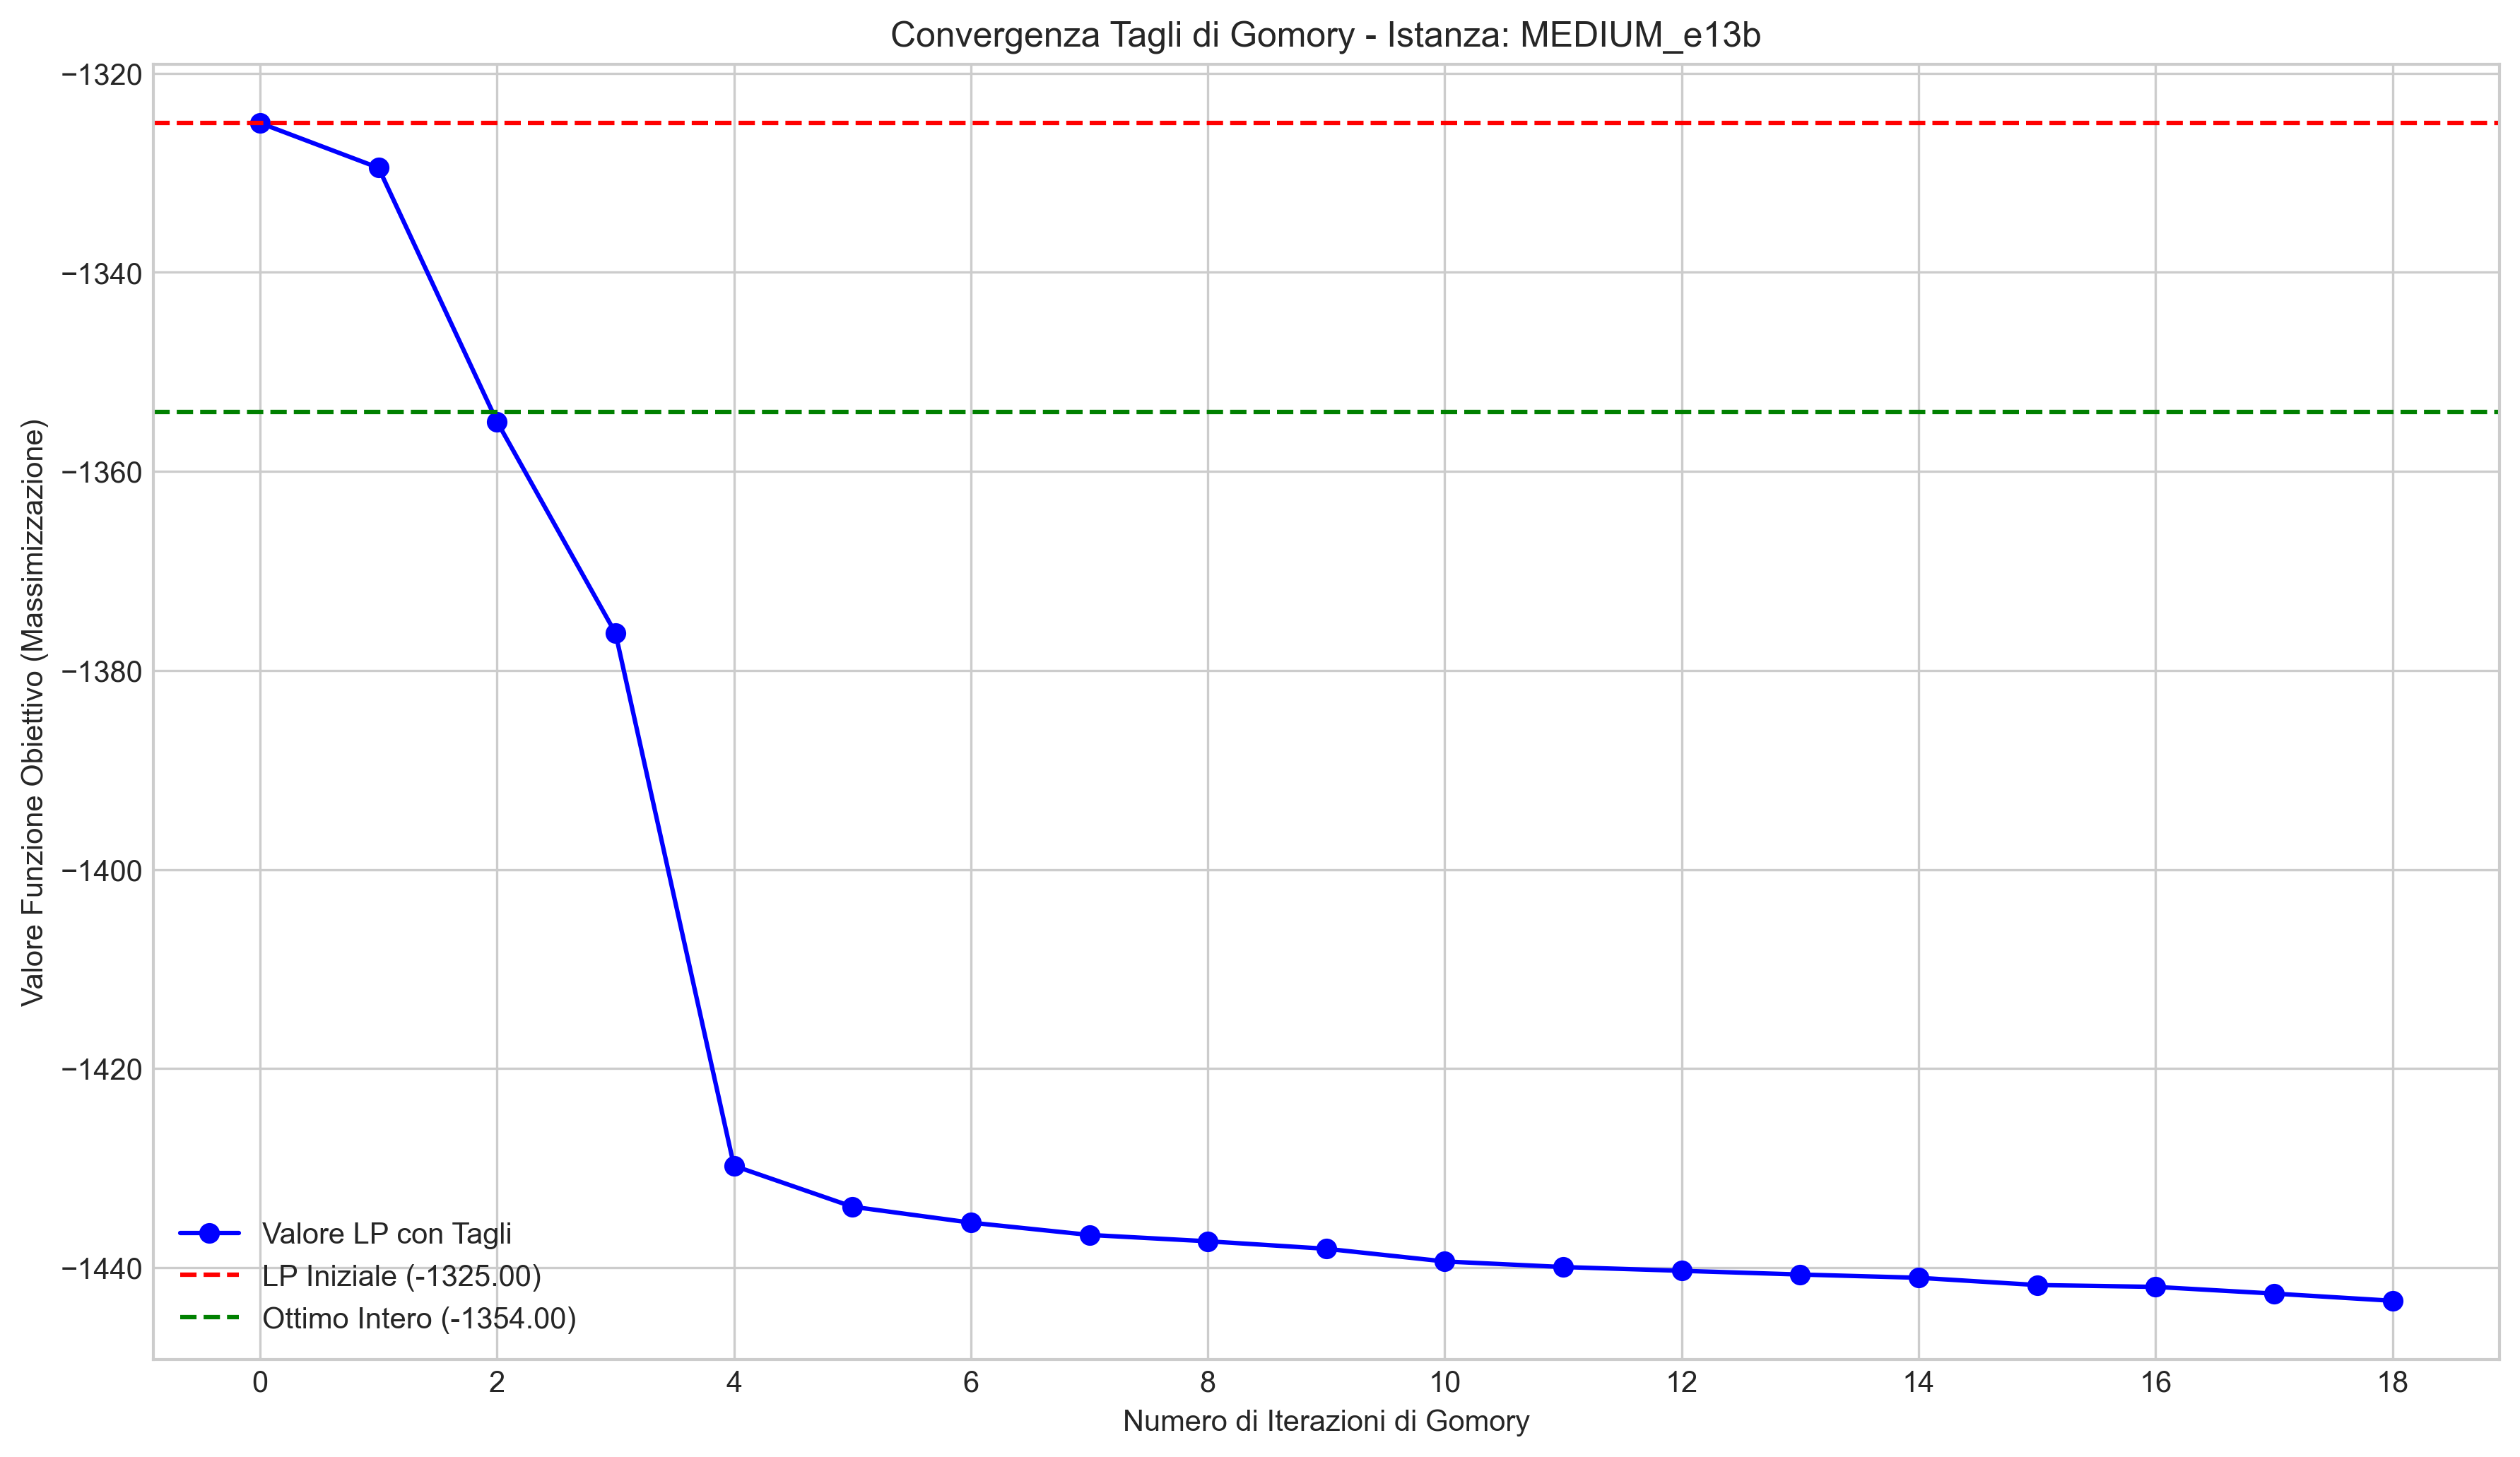 Convergenza Tagli di Gomory - Istanza: MEDIUM_e13b
Valore Funzione Obiettivo (Massimizzazione)
−1320
−1340
−1360
−1380
−1400
−1420
−1440
Valore LP con Tagli
LP Iniziale (-1325.00)
Ottimo Intero (-1354.00)
0 2 4 6 8 10 12 14 16 18
Numero di Iterazioni di Gomory